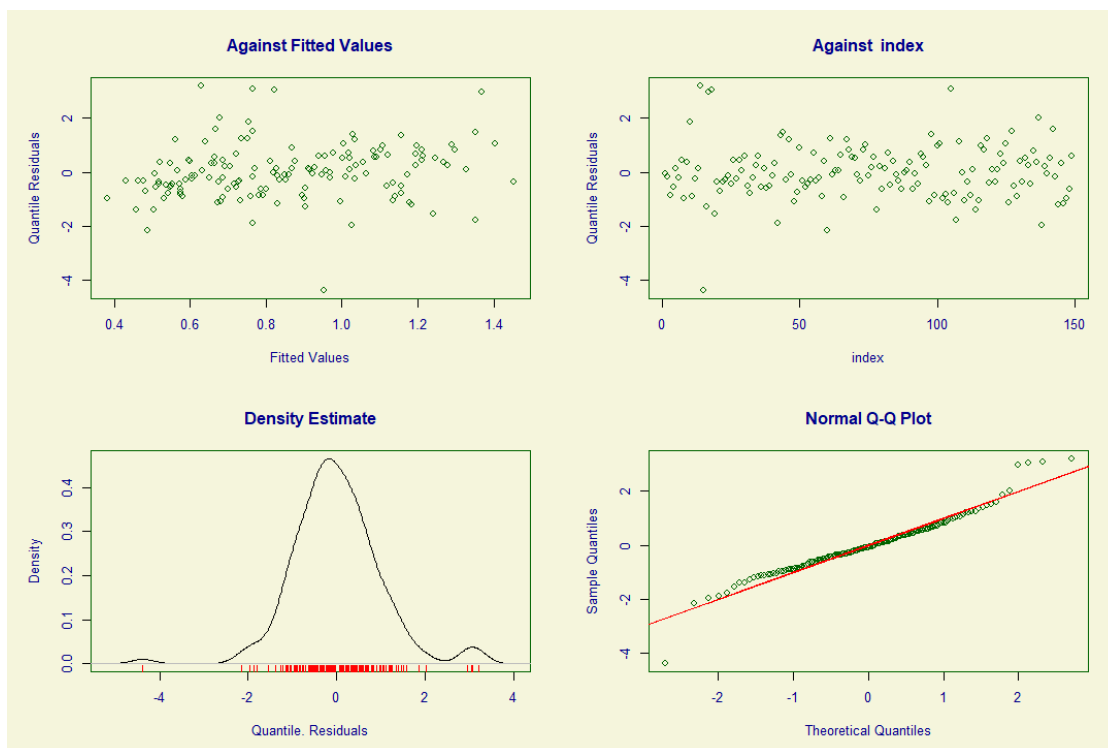 Against Fitted Values
Quantile Residuals
2
0
-2
-4
0.4 0.6 0.8 1.0 1.2 1.4
Fitted Values
Against index
Quantile Residuals
2
0
-2
-4
0 50 100 150
index
Density Estimate
Density
0.4
0.3
0.2
0.1
0.0
-4 -2 0 2 4
Quantile. Residuals
Normal Q-Q Plot
Sample Quantiles
2
0
-2
-4
-2 -1 0 1 2
Theoretical Quantiles